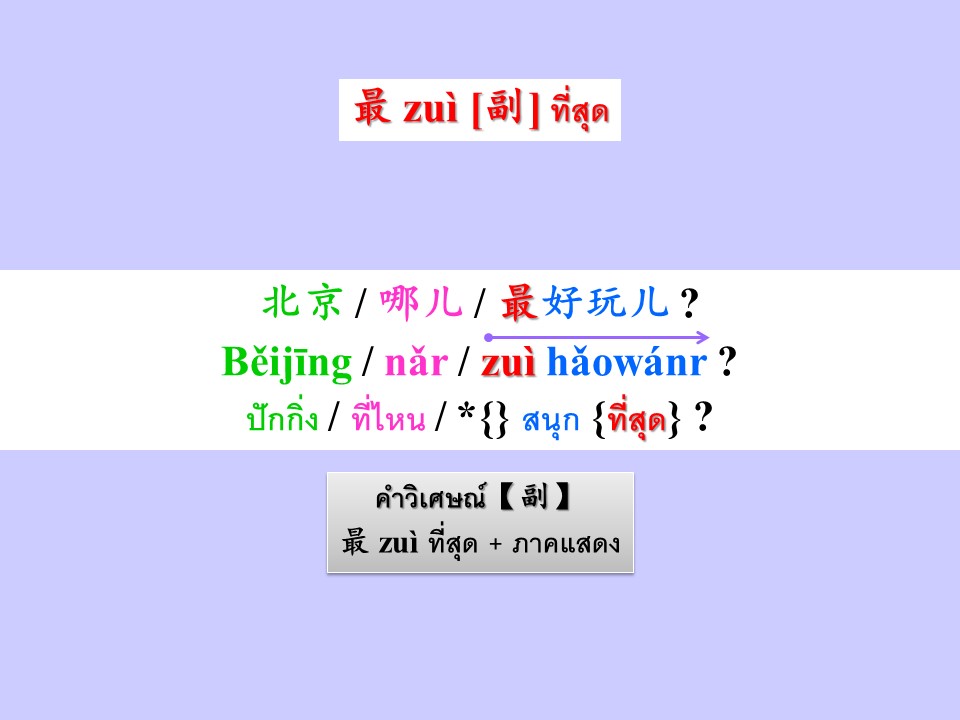 最 zuì [副] ที่สุด
北京 / 哪儿 / 最好玩儿 ?
Běijīng / nǎr / zuì hǎowánr ?
ปักกิ่ง / ที่ไหน / *{} สนุก {ที่สุด} ?
คำวิเศษณ์【副】
最 zuì ที่สุด + ภาคแสดง